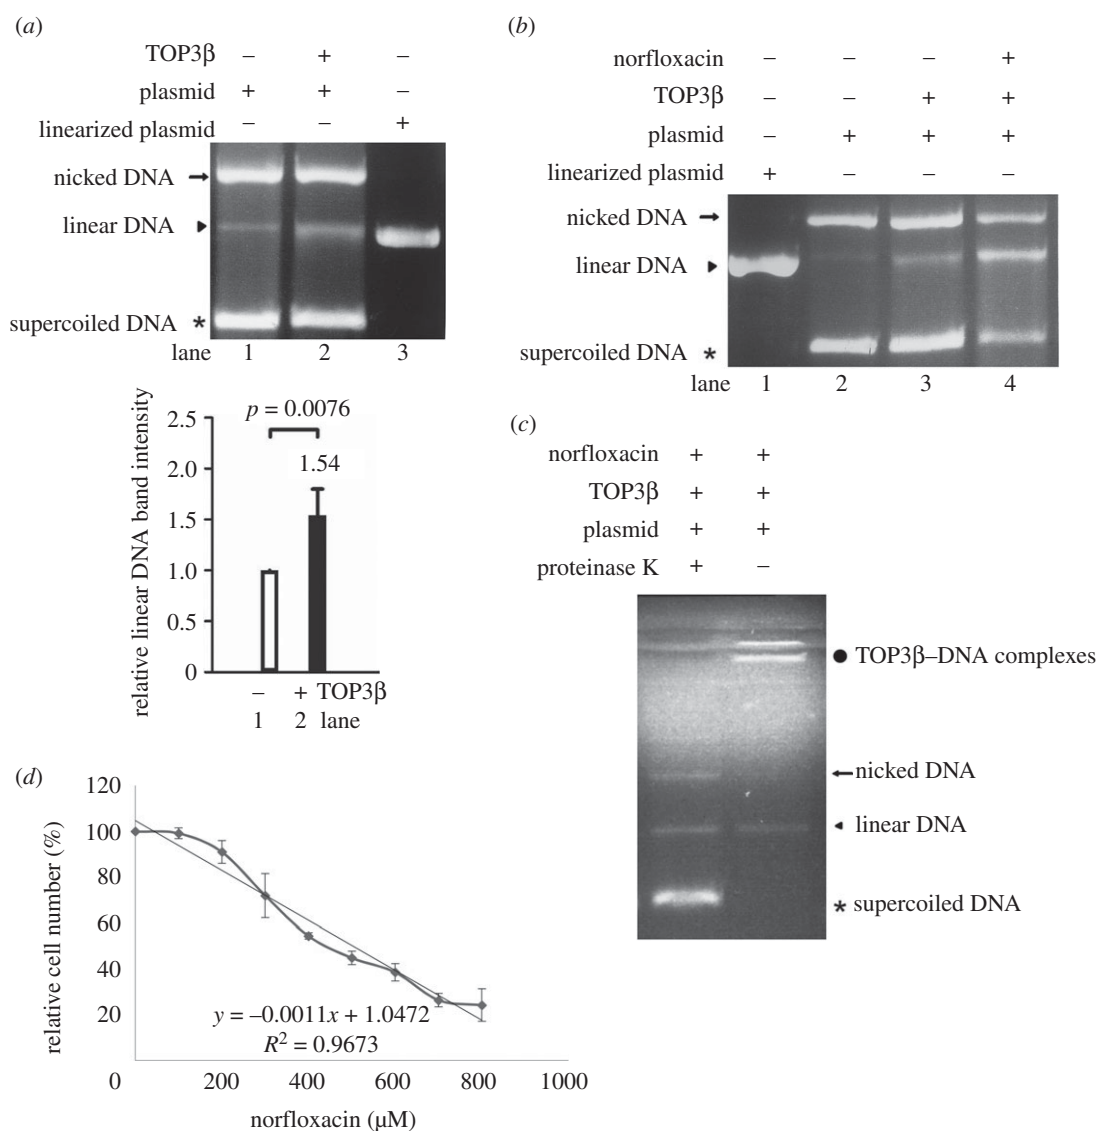 (a)
TOP3β – + –
plasmid + + –
linearized plasmid – – +
nicked DNA
linear DNA
supercoiled DNA *
lane 1 2 3
p = 0.0076
2.5
2.0
1.5
1.0
0.5
0
1.54
relative linear DNA band intensity
– + TOP3β
1 2 lane
(b)
norfloxacin – – – +
TOP3β – – + +
plasmid – + + +
linearized plasmid + – – –
nicked DNA
linear DNA
supercoiled DNA *
lane 1 2 3 4
(c)
norfloxacin + +
TOP3β + +
plasmid + +
proteinase K + –
TOP3β–DNA complexes
nicked DNA
linear DNA
* supercoiled DNA
(d)
120
100
80
60
40
20
relative cell number (%)
y = –0.0011x + 1.0472
R² = 0.9673
0 200 400 600 800 1000
norfloxacin (µM)